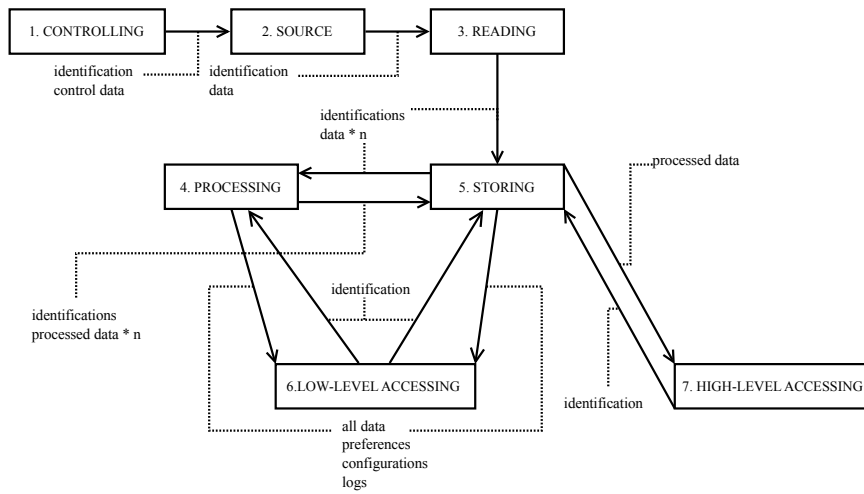 1. CONTROLLING
2. SOURCE
3. READING
identification
control data
identification
data
identifications
data * n
processed data
4. PROCESSING
5. STORING
identification
identifications
processed data * n
6.LOW-LEVEL ACCESSING
7. HIGH-LEVEL ACCESSING
identification
all data
preferences
configurations
logs